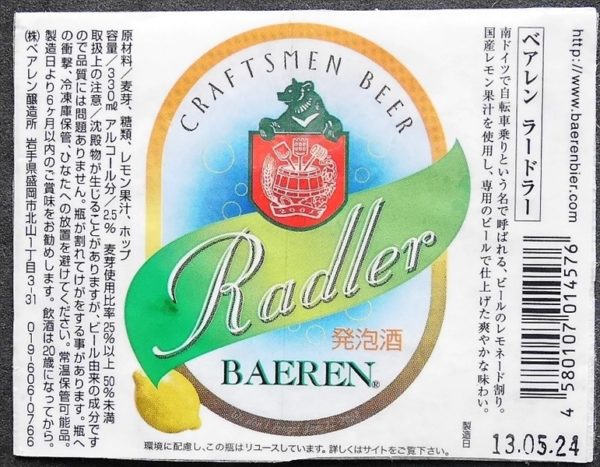 http://www.baerenbier.com
ベアレン ラードラー
南ドイツで自転車乗りという名で呼ばれる、ビールのレモネード割り。
国産レモン果汁を使用し、専用のビールで仕上げた爽やかな味わい。
4 580107 014576
製造日
13.05.24
CRAFTSMEN BEER
2001
Radler
発泡酒
BAEREN®
環境に配慮し、この瓶はリユースしています。詳しくはサイトをご覧下さい。
原材料／麦芽、糖類、レモン果汁、ホップ
容量／330㎖ アルコール分／2.5% 麦芽使用比率 25%以上 50%未満
取扱上の注意／沈殿物が生じることがありますが、ビール由来の成分です
ので品質には問題ありません。瓶が割れてけがをする事があります。瓶へ
の衝撃、冷凍庫保管、ひなたへの放置を避けてください。常温保管可能品。
製造日より6ヶ月以内のご賞味をお勧めします。飲酒は20歳になってから。
㈱ベアレン醸造所 岩手県盛岡市北山一丁目3-31 019-606-0766